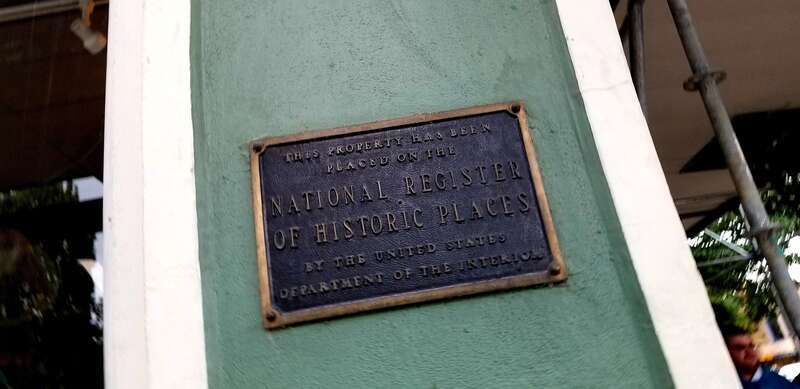 THIS PROPERTY HAS BEEN
PLACED ON THE
NATIONAL REGISTER
OF HISTORIC PLACES
BY THE UNITED STATES
DEPARTMENT OF THE INTERIOR